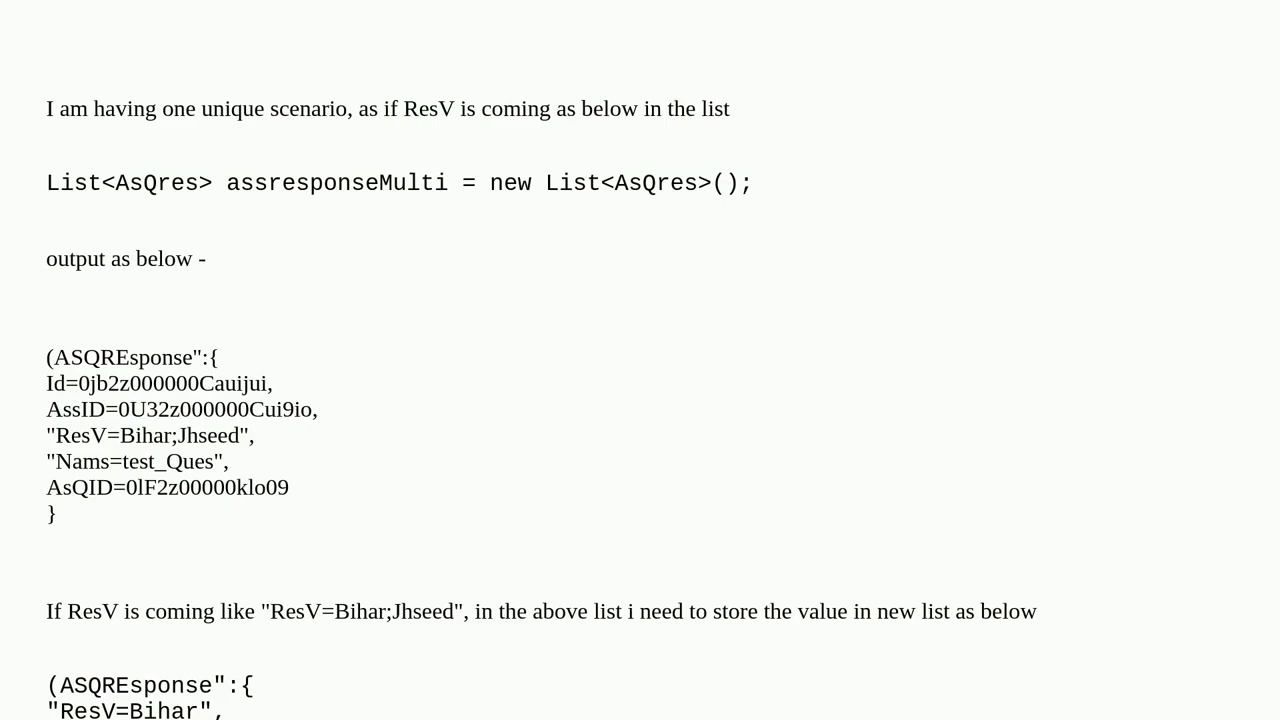 I am having one unique scenario, as if ResV is coming as below in the list
List<AsQres> assresponseMulti = new List<AsQres>();
output as below -
(ASQREsponse":{
Id=0jb2z000000Cauijui,
AssID=0U32z000000Cui9io,
"ResV=Bihar;Jhseed",
"Nams=test_Ques",
AsQID=0lF2z00000klo09
}
If ResV is coming like "ResV=Bihar;Jhseed", in the above list i need to store the value in new list as below
(ASQREsponse":{
"ResV=Bihar",